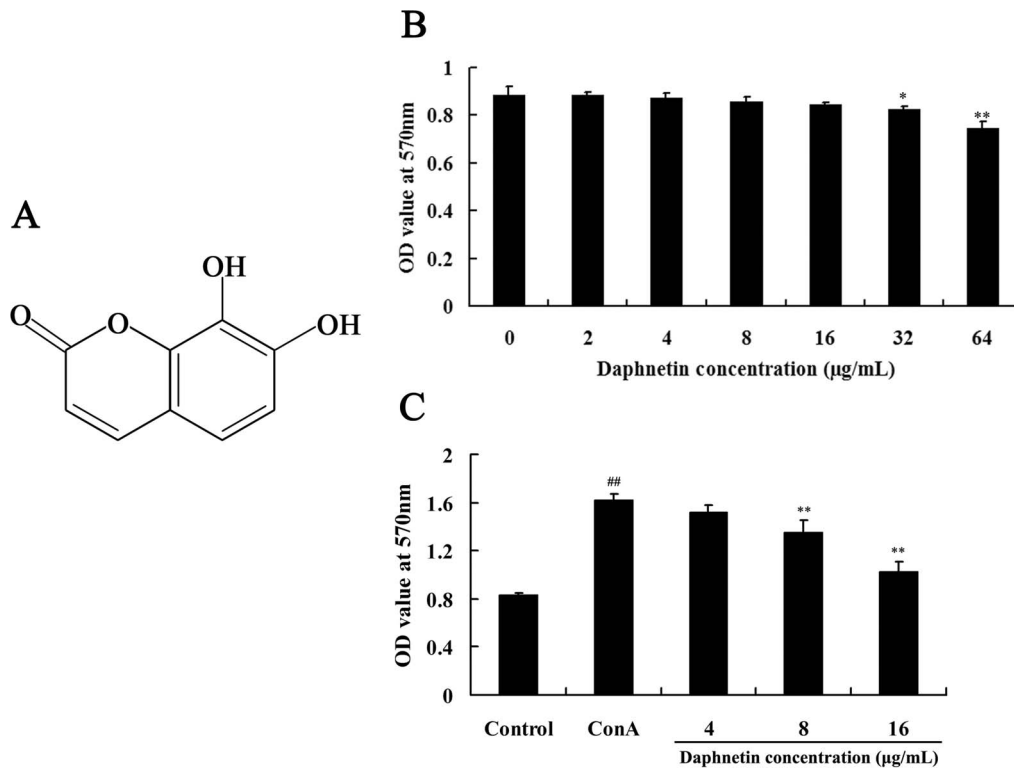 A
O
O
OH
OH
B
OD value at 570nm
1
0.8
0.6
0.4
0.2
0
*
**
0 2 4 8 16 32 64
Daphnetin concentration (μg/mL)
C
OD value at 570nm
2
1.6
1.2
0.8
0.4
0
##
**
**
Control ConA 4 8 16
Daphnetin concentration (μg/mL)